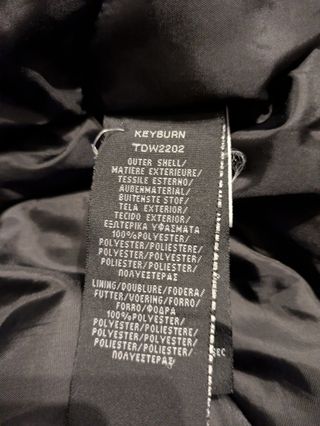 KEYBURN
TDW2202
OUTER SHELL/
MATIERE EXTERIEURE/
TESSILE ESTERNO/
AUßENMATERIAL/
BUITENSTE STOF/
TELA EXTERIOR/
TECIDO EXTERIOR/
ΕΞΩΤΕΡΙΚΑ ΥΦΑΣΜΑΤΑ
100%POLYESTER/
POLYESTER/POLIESTERE/
POLYESTER/POLYESTER/
POLIESTER/POLIESTER/
ΠΟΛΥΕΣΤΕΡΑΣ
LINING/DOUBLURE/FODERA/
FUTTER/VOERING/FORRO/
FORRO/ΦΟΔΡΑ
100%POLYESTER/
POLYESTER/POLIESTERE/
POLYESTER/POLYESTER/
POLIESTER/POLIESTER/
ΠΟΛΥΕΣΤΕΡΑΣ
SEC